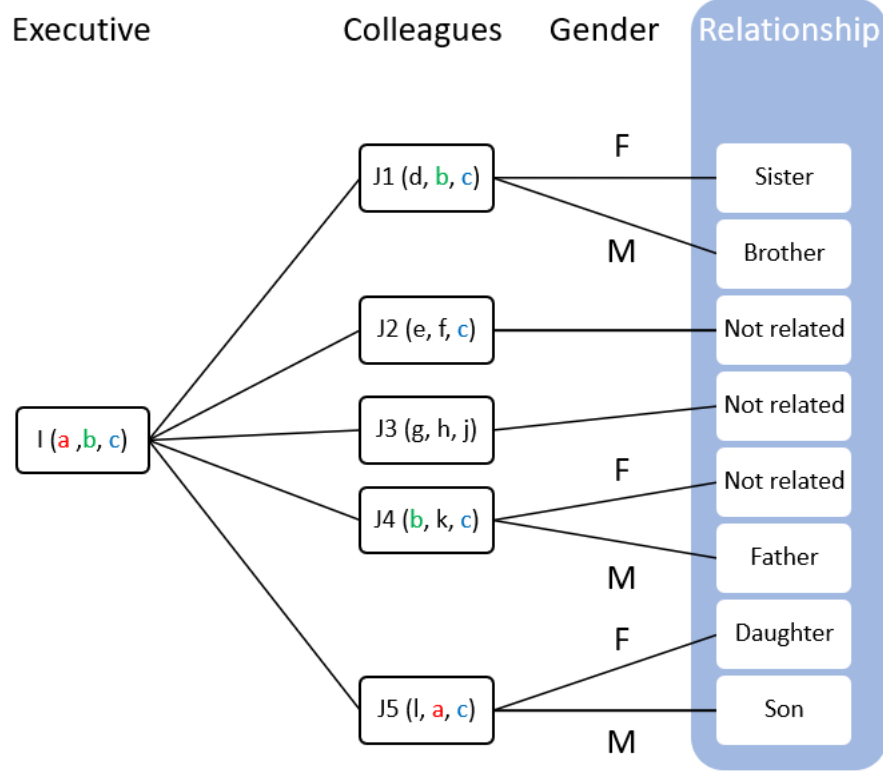 Executive Colleagues Gender Relationship
F
J1 (d, b, c) Sister
M Brother
J2 (e, f, c) Not related
J3 (g, h, j) Not related
I (a ,b, c)
F Not related
J4 (b, k, c)
M Father
F Daughter
J5 (l, a, c) Son
M